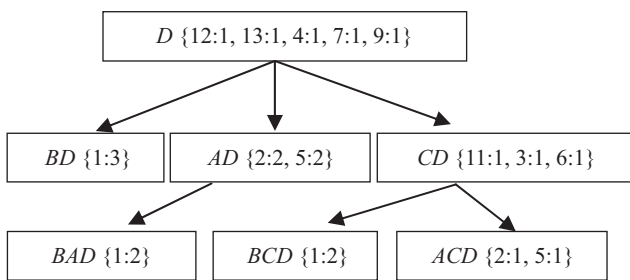 D {12:1, 13:1, 4:1, 7:1, 9:1}
BD {1:3} AD {2:2, 5:2} CD {11:1, 3:1, 6:1}
BAD {1:2} BCD {1:2} ACD {2:1, 5:1}